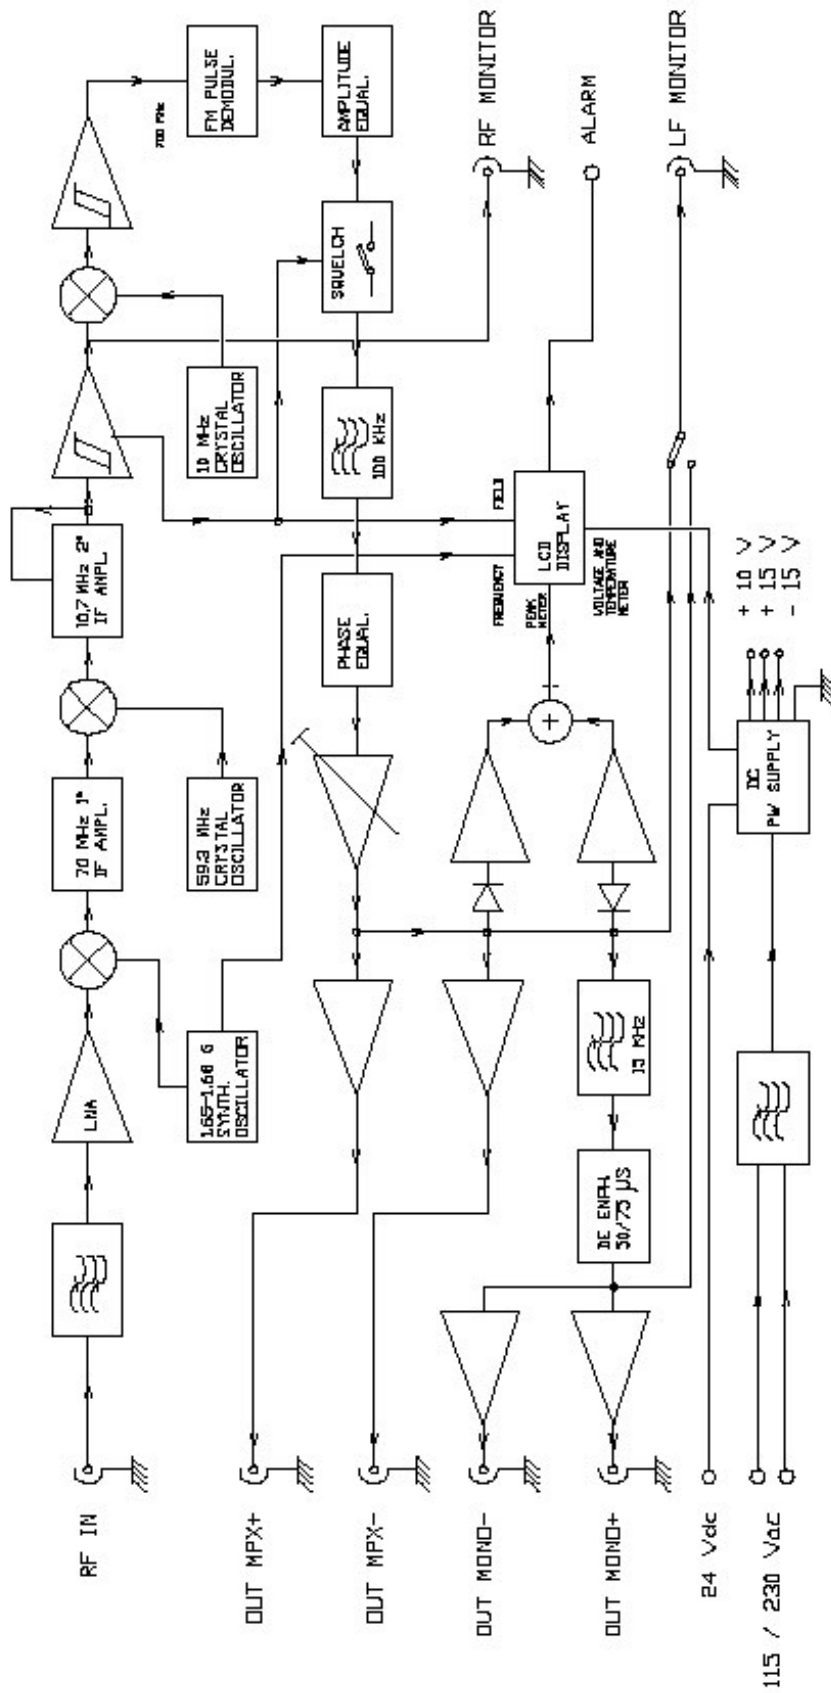 RF IN
LNA
70 MHz 1°
IF AMPL.
10,7 MHz 2°
IF AMPL.
700 KHz
FM PULSE
DEMODUL.
1.65-1.68 G
SYNTH.
OSCILLATOR
59.3 MHz
CRYSTAL
OSCILLATOR
10 MHz
CRYSTAL
OSCILLATOR
AMPLITUDE
EQUAL.
SQUELCH
100 KHz
PHASE
EQUAL.
OUT MPX+
OUT MPX-
OUT MONO-
OUT MONO+
RF MONITOR
ALARM
LF MONITOR
FREQUENCY
FIELD
PEAK
METER
LCD
DISPLAY
VOLTAGE AND
TEMPERATURE
METER
15 KHz
DE ENPH.
50/75 µS
24 Vdc
115 / 230 Vac
DC
PW SUPPLY
+ 10 V
+ 15 V
- 15 V